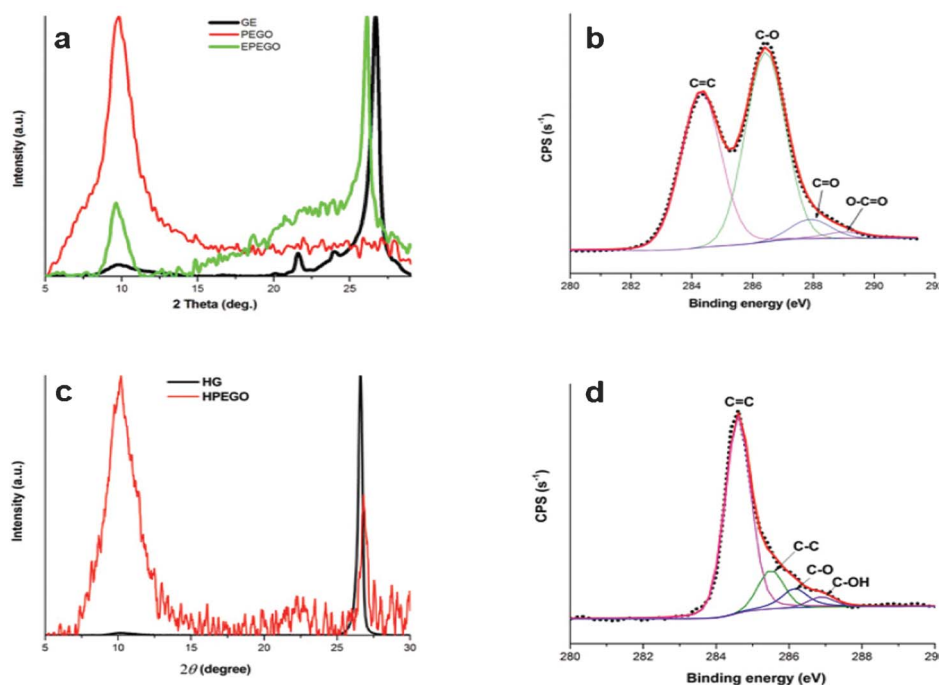 a
GE
PEGO
EPEGO
Intensity (a.u.)
5 10 15 20 25
2 Theta (deg.)
b
C=C
C-O
C=O
O-C=O
CPS (s-1)
280 282 284 286 288 290 292
Binding energy (eV)
c
HG
HPEGO
Intensity (a.u.)
5 10 15 20 25 30
2θ (degree)
d
C=C
C-C
C-O
C-OH
CPS (s-1)
280 282 284 286 288 290
Binding energy (eV)